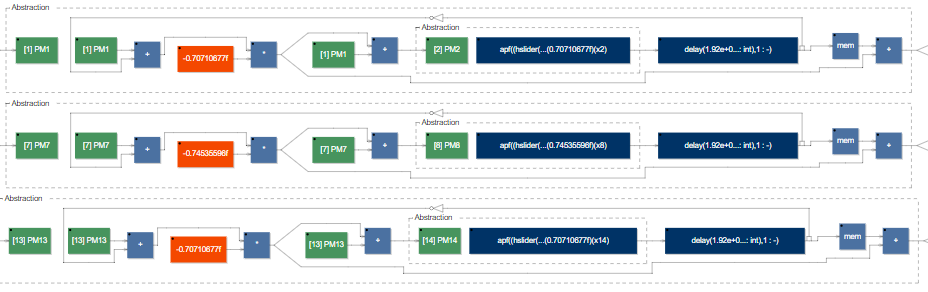 Abstraction
[1] PM1 [1] PM1 + -0.70710677f * [1] PM1 + Abstraction [2] PM2 apf((hslider(...(0.70710677f)(x2) delay(1.92e+0...: int),1 : -) mem +
Abstraction
[7] PM7 [7] PM7 + -0.74535596f * [7] PM7 + Abstraction [8] PM8 apf((hslider(...(0.74535596f)(x8) delay(1.92e+0...: int),1 : -) mem +
Abstraction
[13] PM13 [13] PM13 + -0.70710677f * [13] PM13 + Abstraction [14] PM14 apf((hslider(...(0.70710677f)(x14) delay(1.92e+0...: int),1 : -) mem +